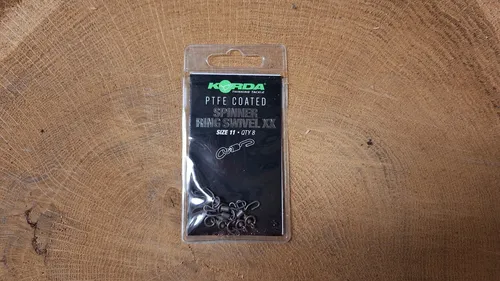 KORDA
PTFE COATED
SPINNER
RING SWIVEL XX
SIZE 11 • QTY 8